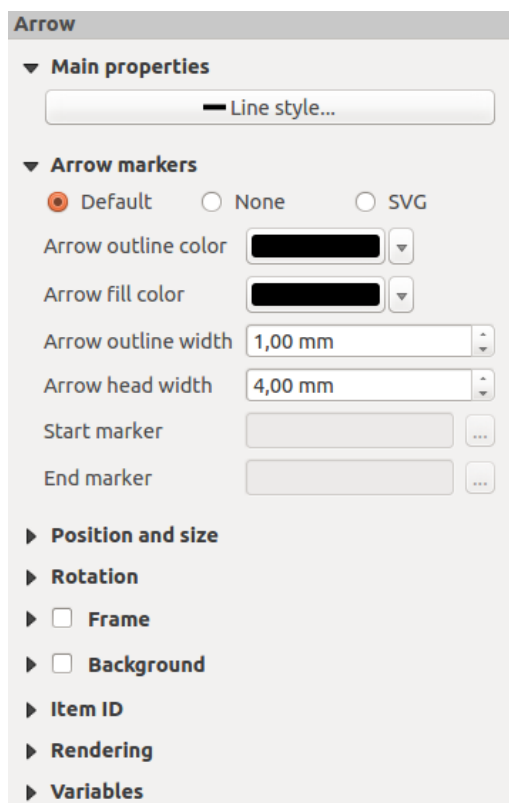 Arrow
Main properties
Line style...
Arrow markers
Default None SVG
Arrow outline color
Arrow fill color
Arrow outline width 1,00 mm
Arrow head width 4,00 mm
Start marker ...
End marker ...
Position and size
Rotation
Frame
Background
Item ID
Rendering
Variables